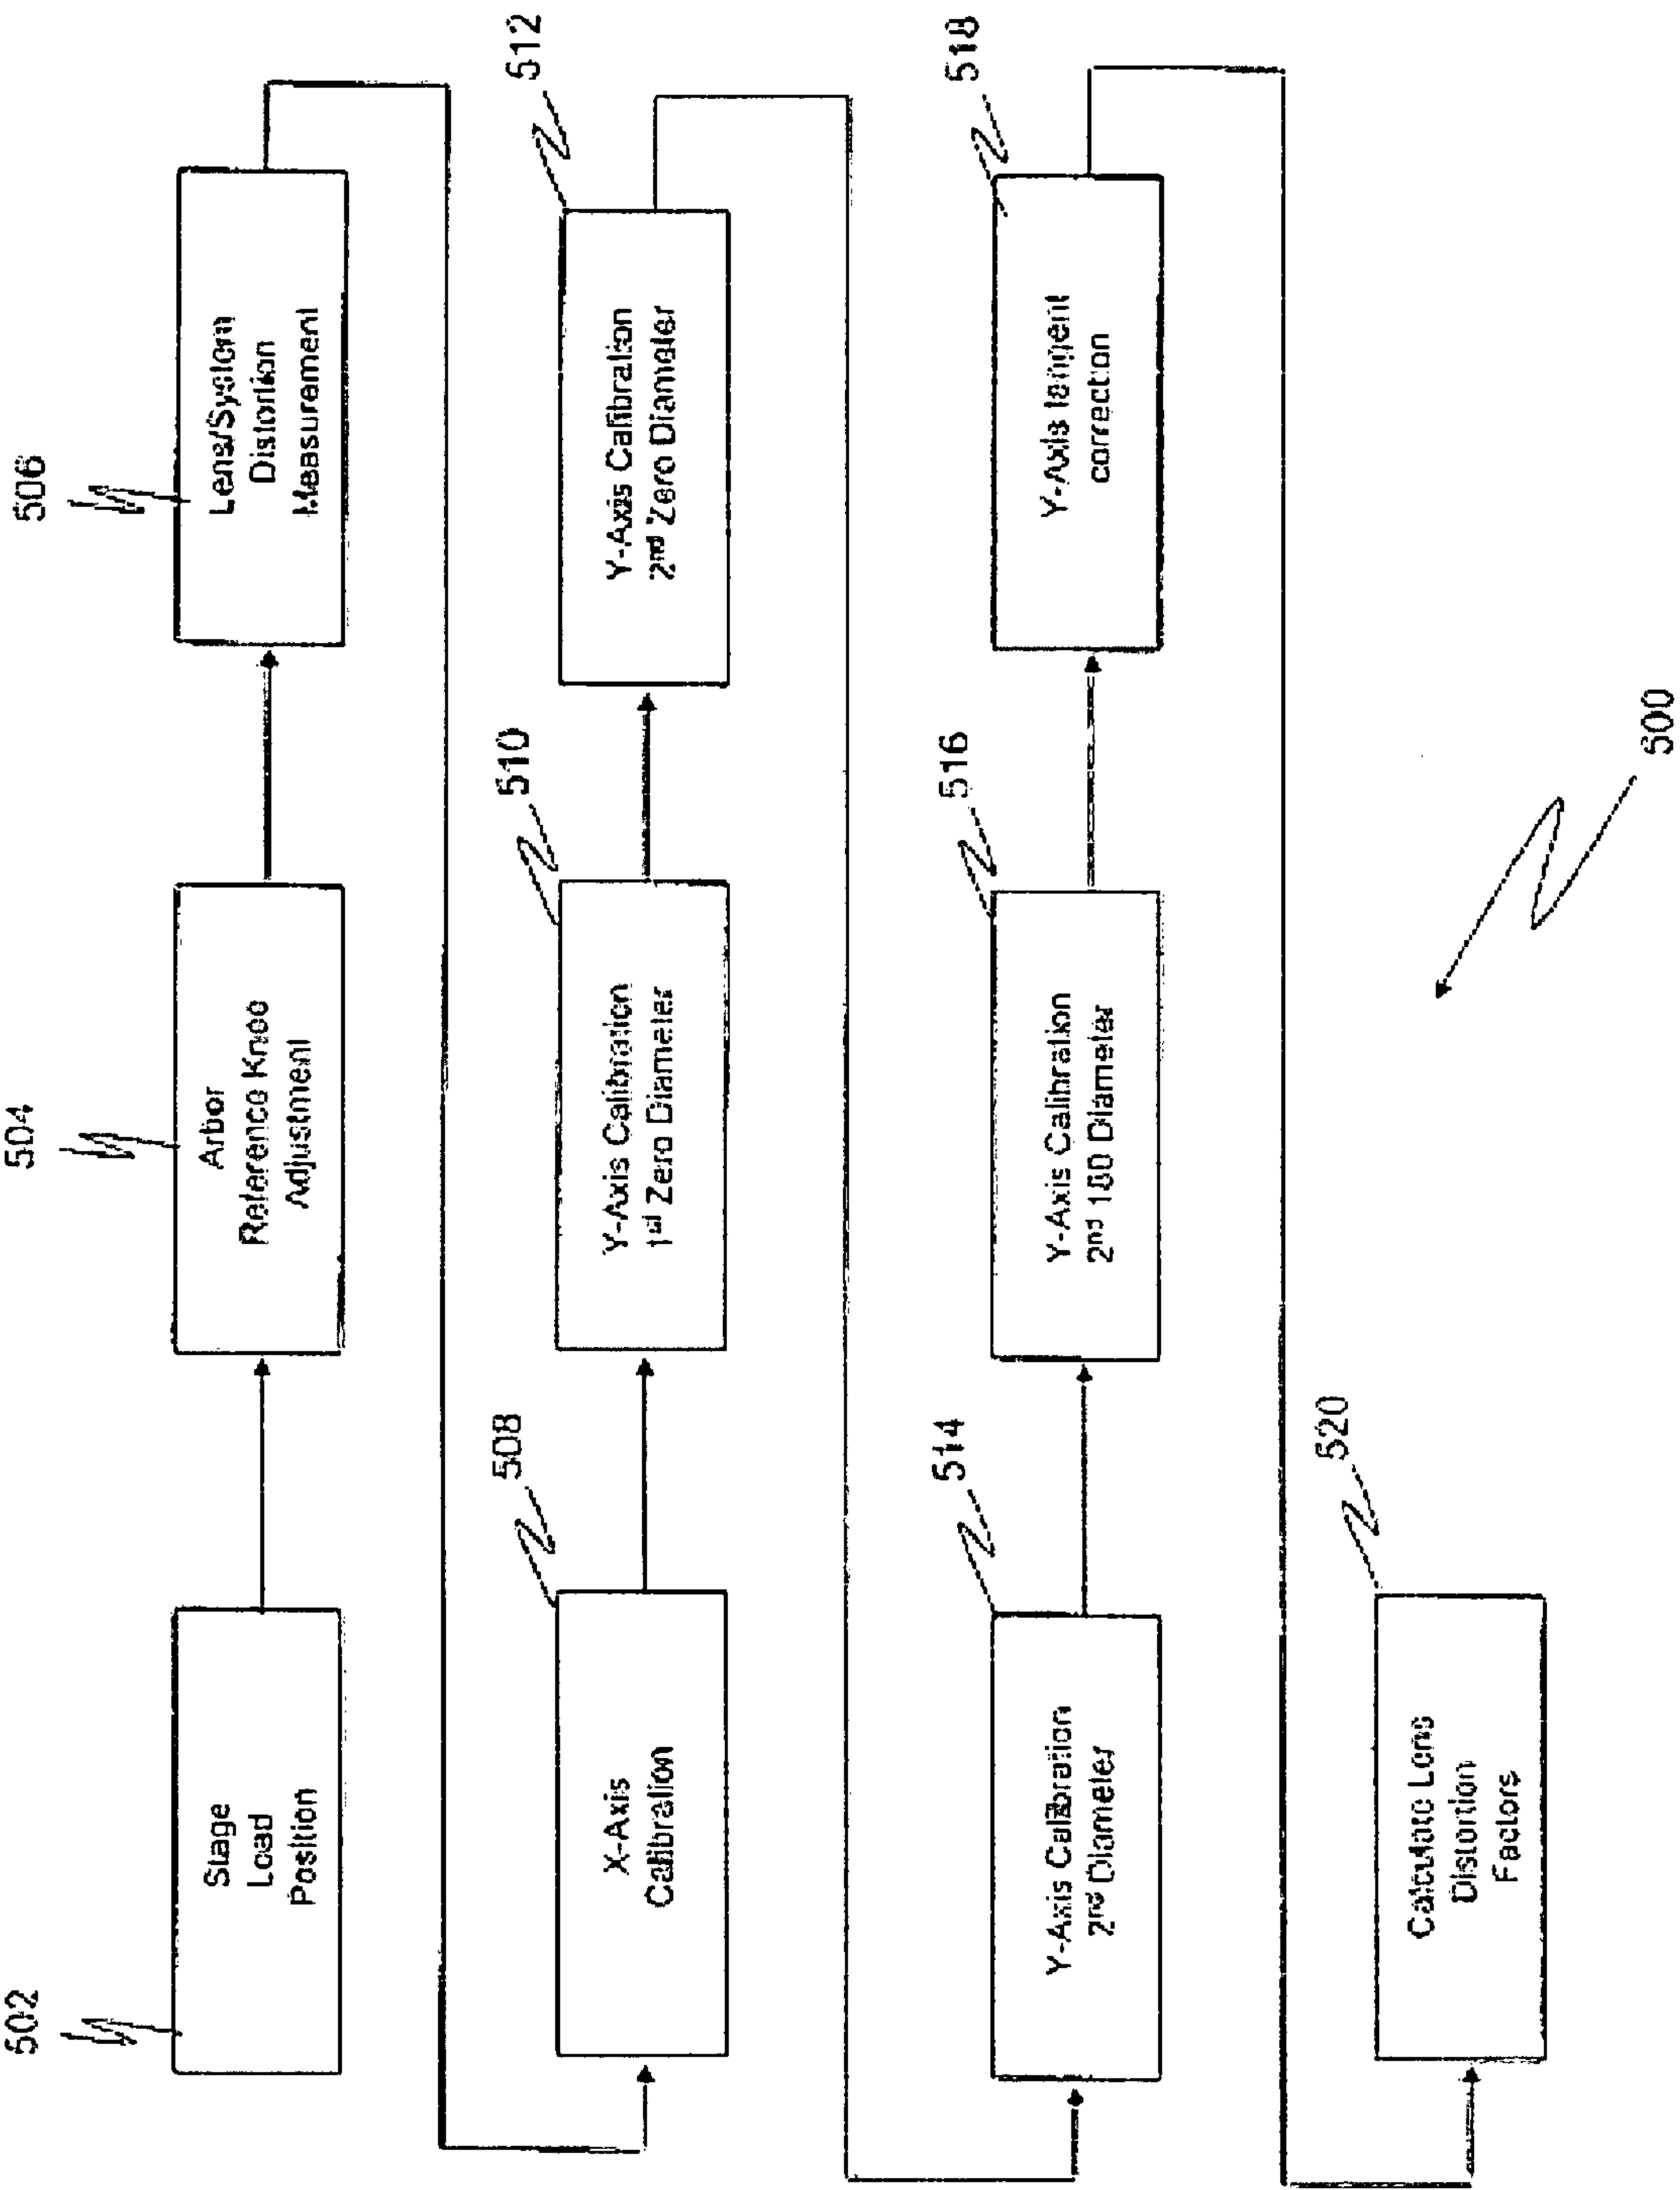 502
Stage
Load
Position
504
Arbor
Reference Knee
Adjustment
506
Lens/System
Distortion
Measurement
508
X-Axis
Calibration
510
Y-Axis Calibration
1st Zero Diameter
512
Y-Axis Calibration
2nd Zero Diameter
514
Y-Axis Calibration
2nd Diameter
516
Y-Axis Calibration
2nd 180 Diameter
518
Y-Axis tangent
correction
520
Calculate Lens
Distortion
Factors
500